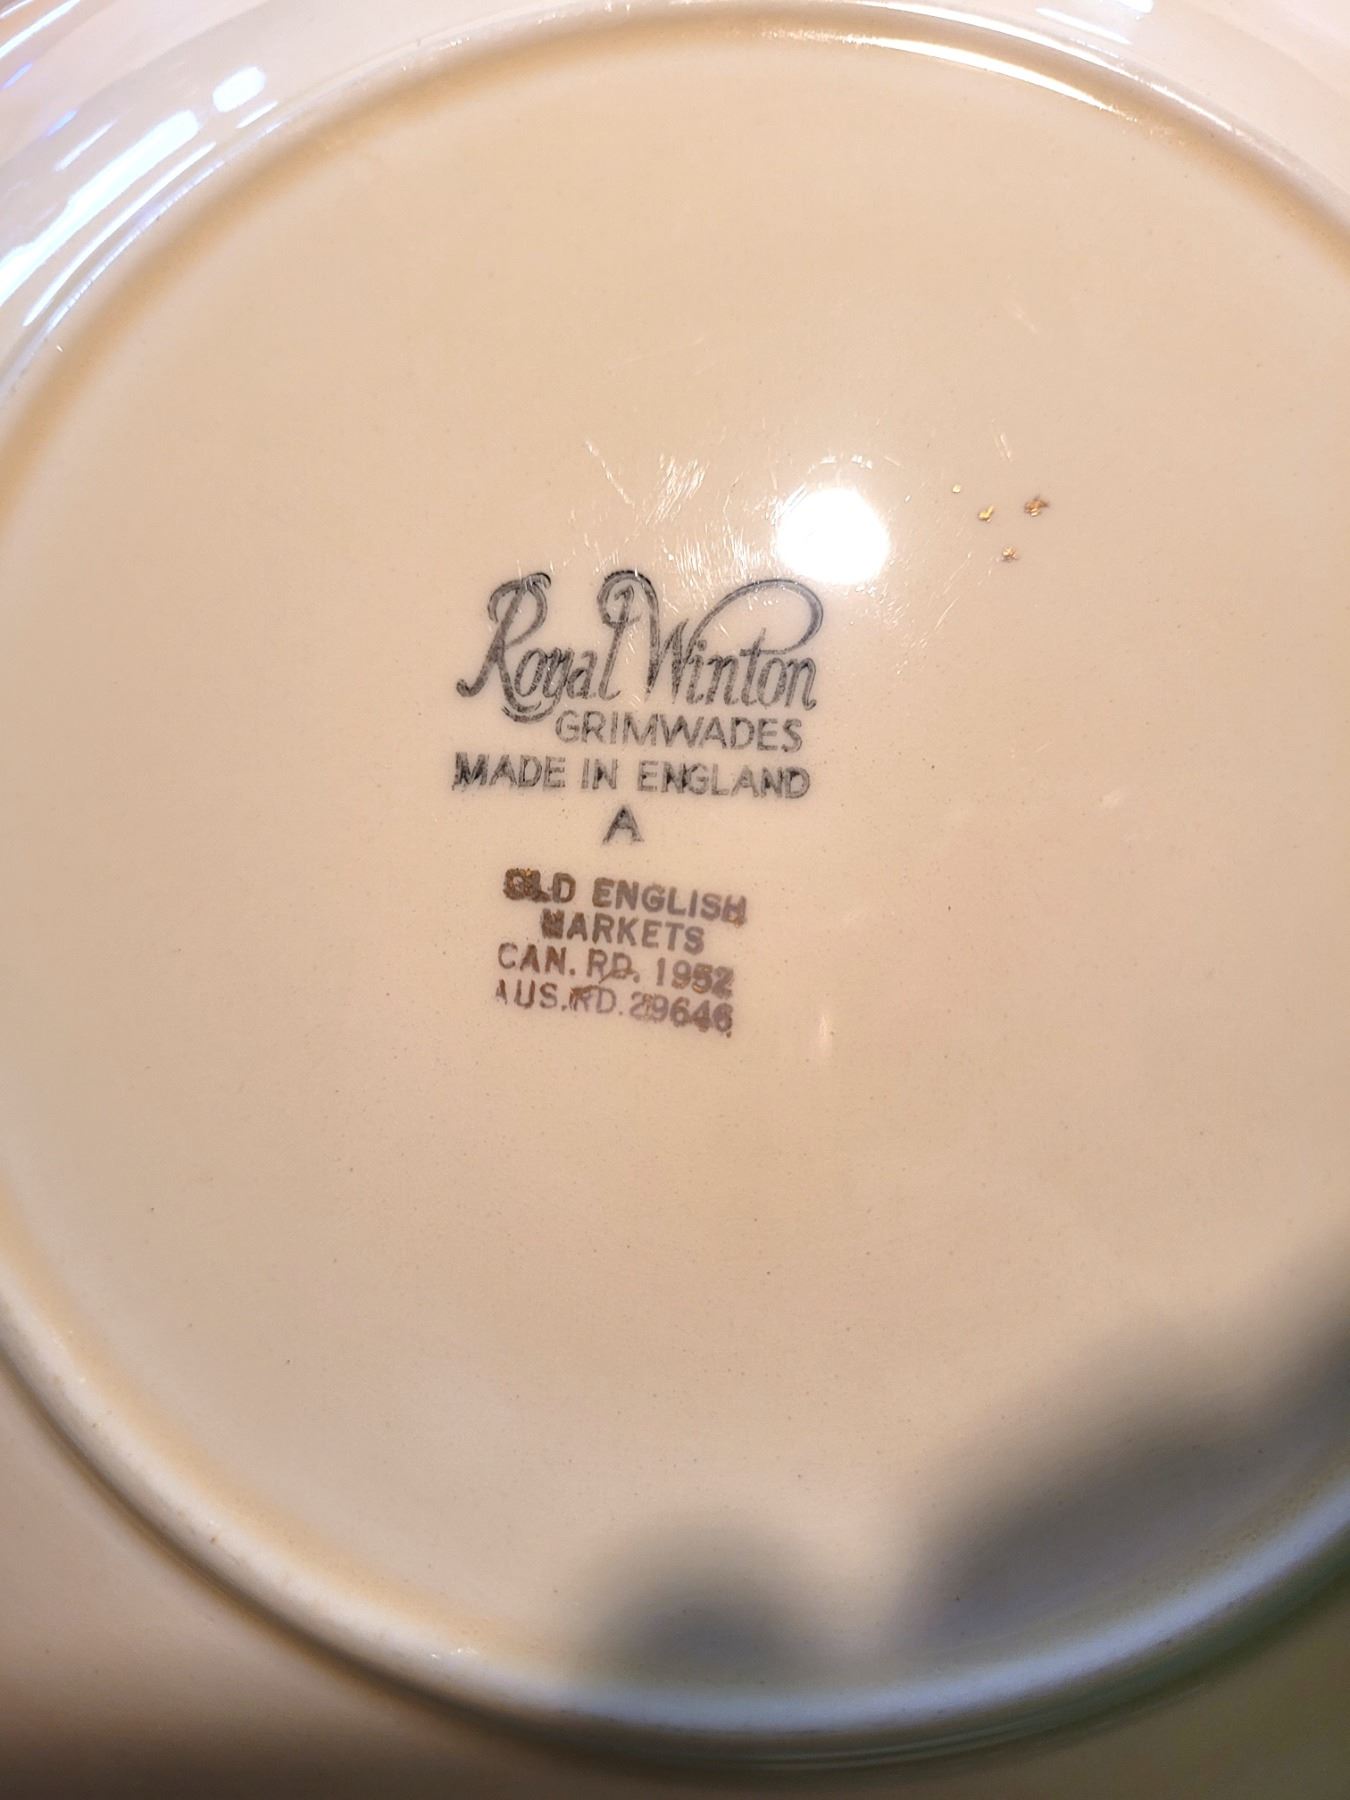 Royal Winton
GRIMWADES
MADE IN ENGLAND
A
OLD ENGLISH
MARKETS
CAN. RD. 1952
AUS. RD. 29646